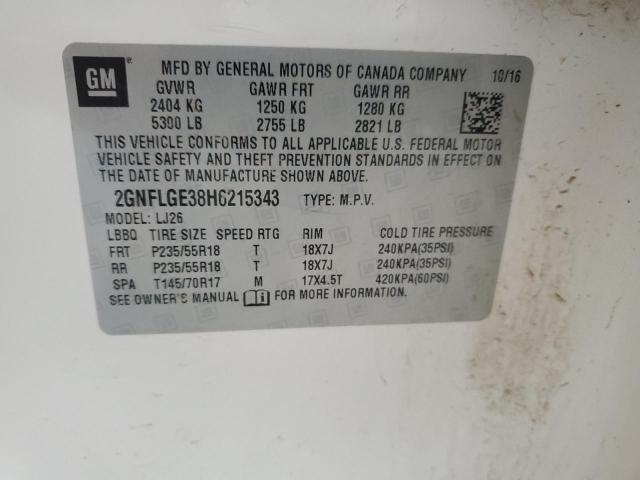 GM
MFD BY GENERAL MOTORS OF CANADA COMPANY 10/16
GVWR GAWR FRT GAWR RR
2404 KG 1250 KG 1280 KG
5300 LB 2755 LB 2821 LB
THIS VEHICLE CONFORMS TO ALL APPLICABLE U.S. FEDERAL MOTOR
VEHICLE SAFETY AND THEFT PREVENTION STANDARDS IN EFFECT ON
THE DATE OF MANUFACTURE SHOWN ABOVE.
2GNFLGE38H6215343 TYPE: M.P.V.
MODEL: LJ26
LBBQ TIRE SIZE SPEED RTG RIM COLD TIRE PRESSURE
FRT P235/55R18 T 18X7J 240KPA(35PSI)
RR P235/55R18 T 18X7J 240KPA(35PSI)
SPA T145/70R17 M 17X4.5T 420KPA(60PSI)
SEE OWNER'S MANUAL FOR MORE INFORMATION.